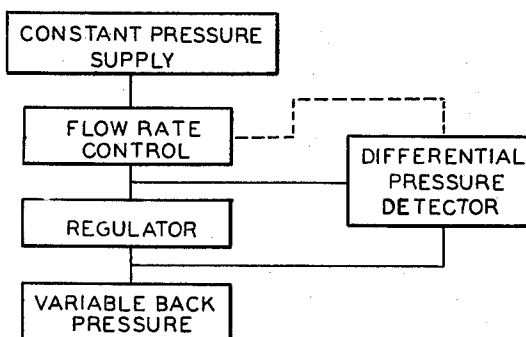 CONSTANT PRESSURE
SUPPLY
FLOW RATE
CONTROL
DIFFERENTIAL
PRESSURE
DETECTOR
REGULATOR
VARIABLE BACK
PRESSURE